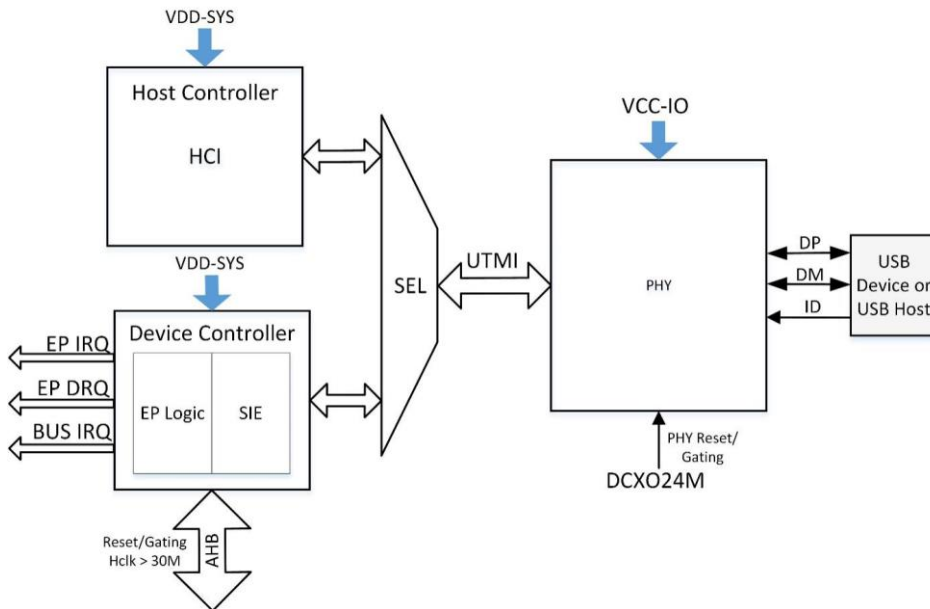 VDD-SYS
Host Controller
HCI
VDD-SYS
Device Controller
EP Logic
SIE
EP IRQ
EP DRQ
BUS IRQ
Reset/Gating
Hclk > 30M
AHB
SEL
UTMI
VCC-IO
PHY
PHY Reset/
Gating
DCXO24M
DP
DM
ID
USB
Device or
USB Host